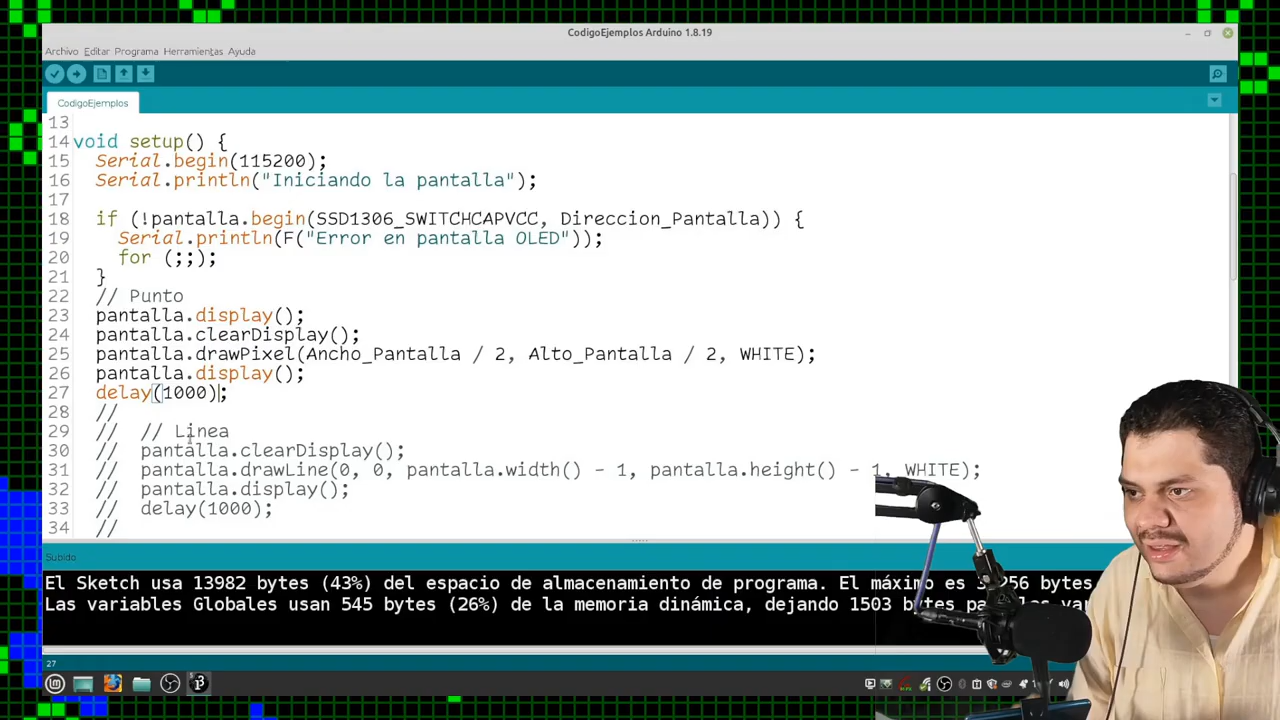 CodigoEjemplos Arduino 1.8.19
Archivo Editar Programa Herramientas Ayuda
CodigoEjemplos
13
14 void setup() {
15 Serial.begin(115200);
16 Serial.println("Iniciando la pantalla");
17
18 if (!pantalla.begin(SSD1306_SWITCHCAPVCC, Direccion_Pantalla)) {
19 Serial.println(F("Error en pantalla OLED"));
20 for (;;);
21 }
22 // Punto
23 pantalla.display();
24 pantalla.clearDisplay();
25 pantalla.drawPixel(Ancho_Pantalla / 2, Alto_Pantalla / 2, WHITE);
26 pantalla.display();
27 delay(1000);
28 //
29 // // Linea
30 // pantalla.clearDisplay();
31 // pantalla.drawLine(0, 0, pantalla.width() - 1, pantalla.height() - 1, WHITE);
32 // pantalla.display();
33 // delay(1000);
34 //
Subido
El Sketch usa 13982 bytes (43%) del espacio de almacenamiento de programa. El máximo es bytes
Las variables Globales usan 545 bytes (26%) de la memoria dinámica, dejando 1503 bytes
27